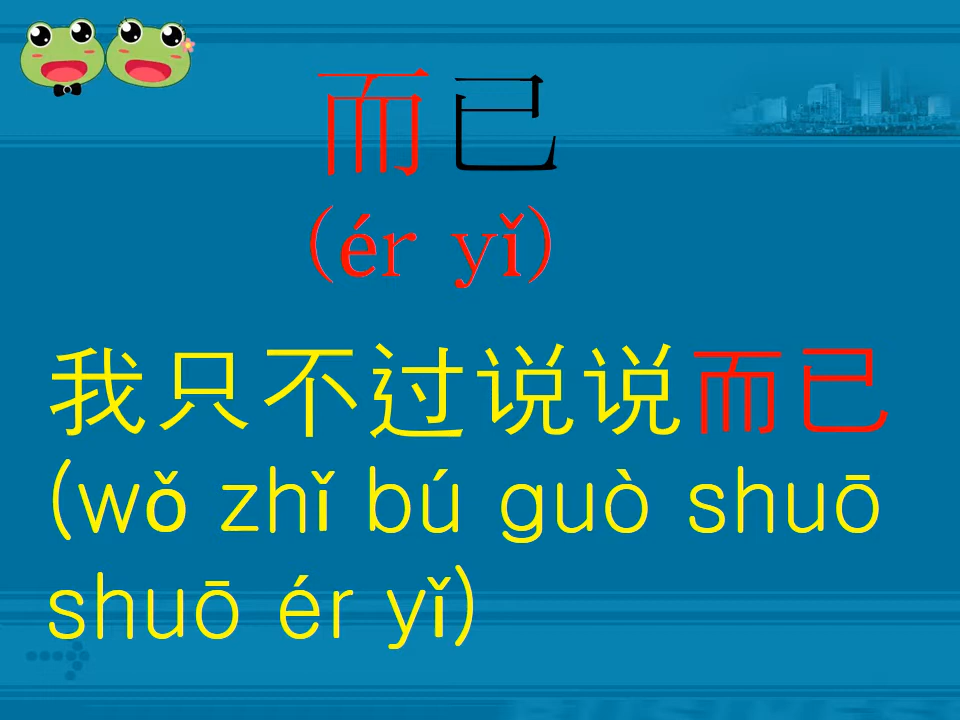 而已
(ér yǐ)
我只不过说说而已
(wǒ zhǐ bú guò shuō
shuō ér yǐ)